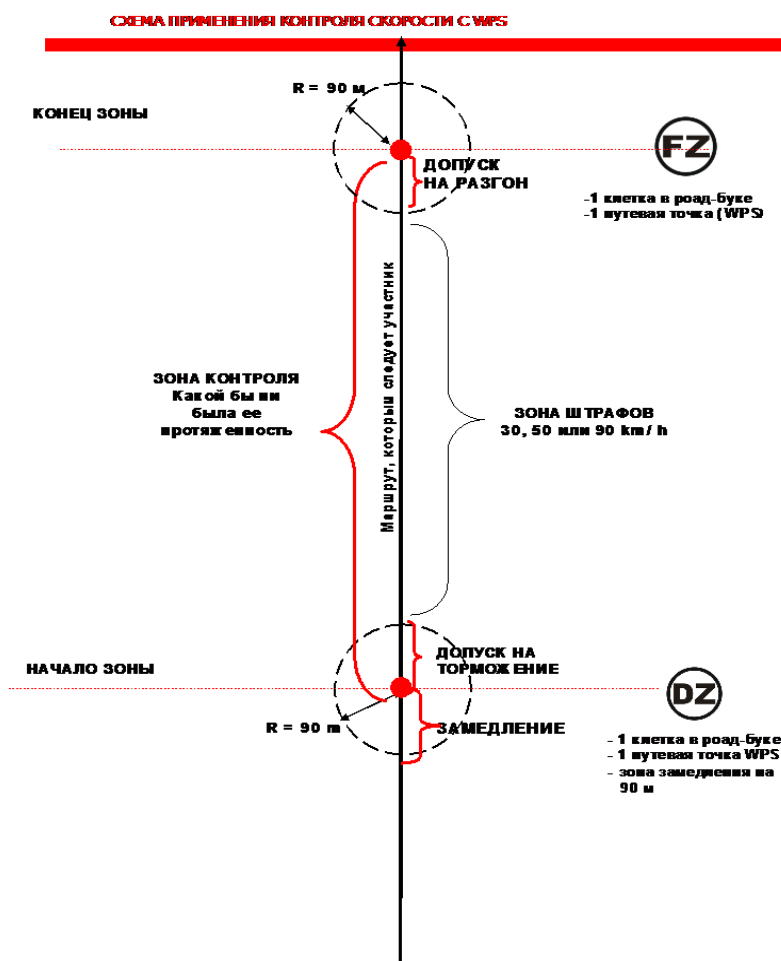 СХЕМА ПРИМЕНЕНИЯ КОНТРОЛЯ СКОРОСТИ С WPS
R = 90 м
КОНЕЦ ЗОНЫ
FZ
ДОПУСК
НА РАЗГОН
-1 клетка в роад-буке
-1 путевая точка (WPS)
Маршрут, которым следует участник
ЗОНА КОНТРОЛЯ
Какой бы ни
была ее
протяженность
ЗОНА ШТРАФОВ
30, 50 или 90 km/h
ДОПУСК НА
ТОРМОЖЕНИЕ
НАЧАЛО ЗОНЫ
DZ
R = 90 m
ЗАМЕДЛЕНИЕ
- 1 клетка в роад-буке
- 1 путевая точка WPS
- зона замедления на
90 м